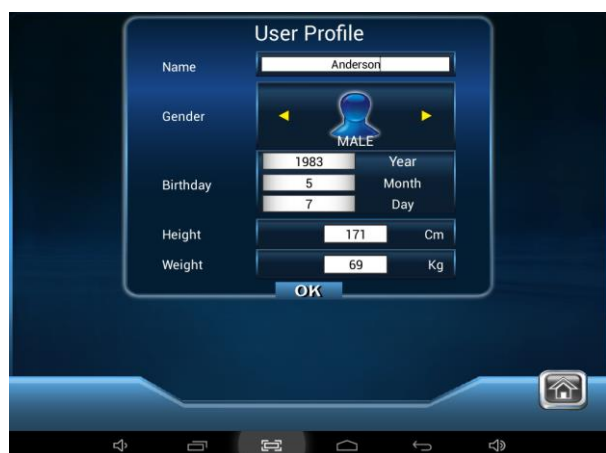 User Profile
Name Anderson
Gender MALE
1983 Year
Birthday 5 Month
7 Day
Height 171 Cm
Weight 69 Kg
OK